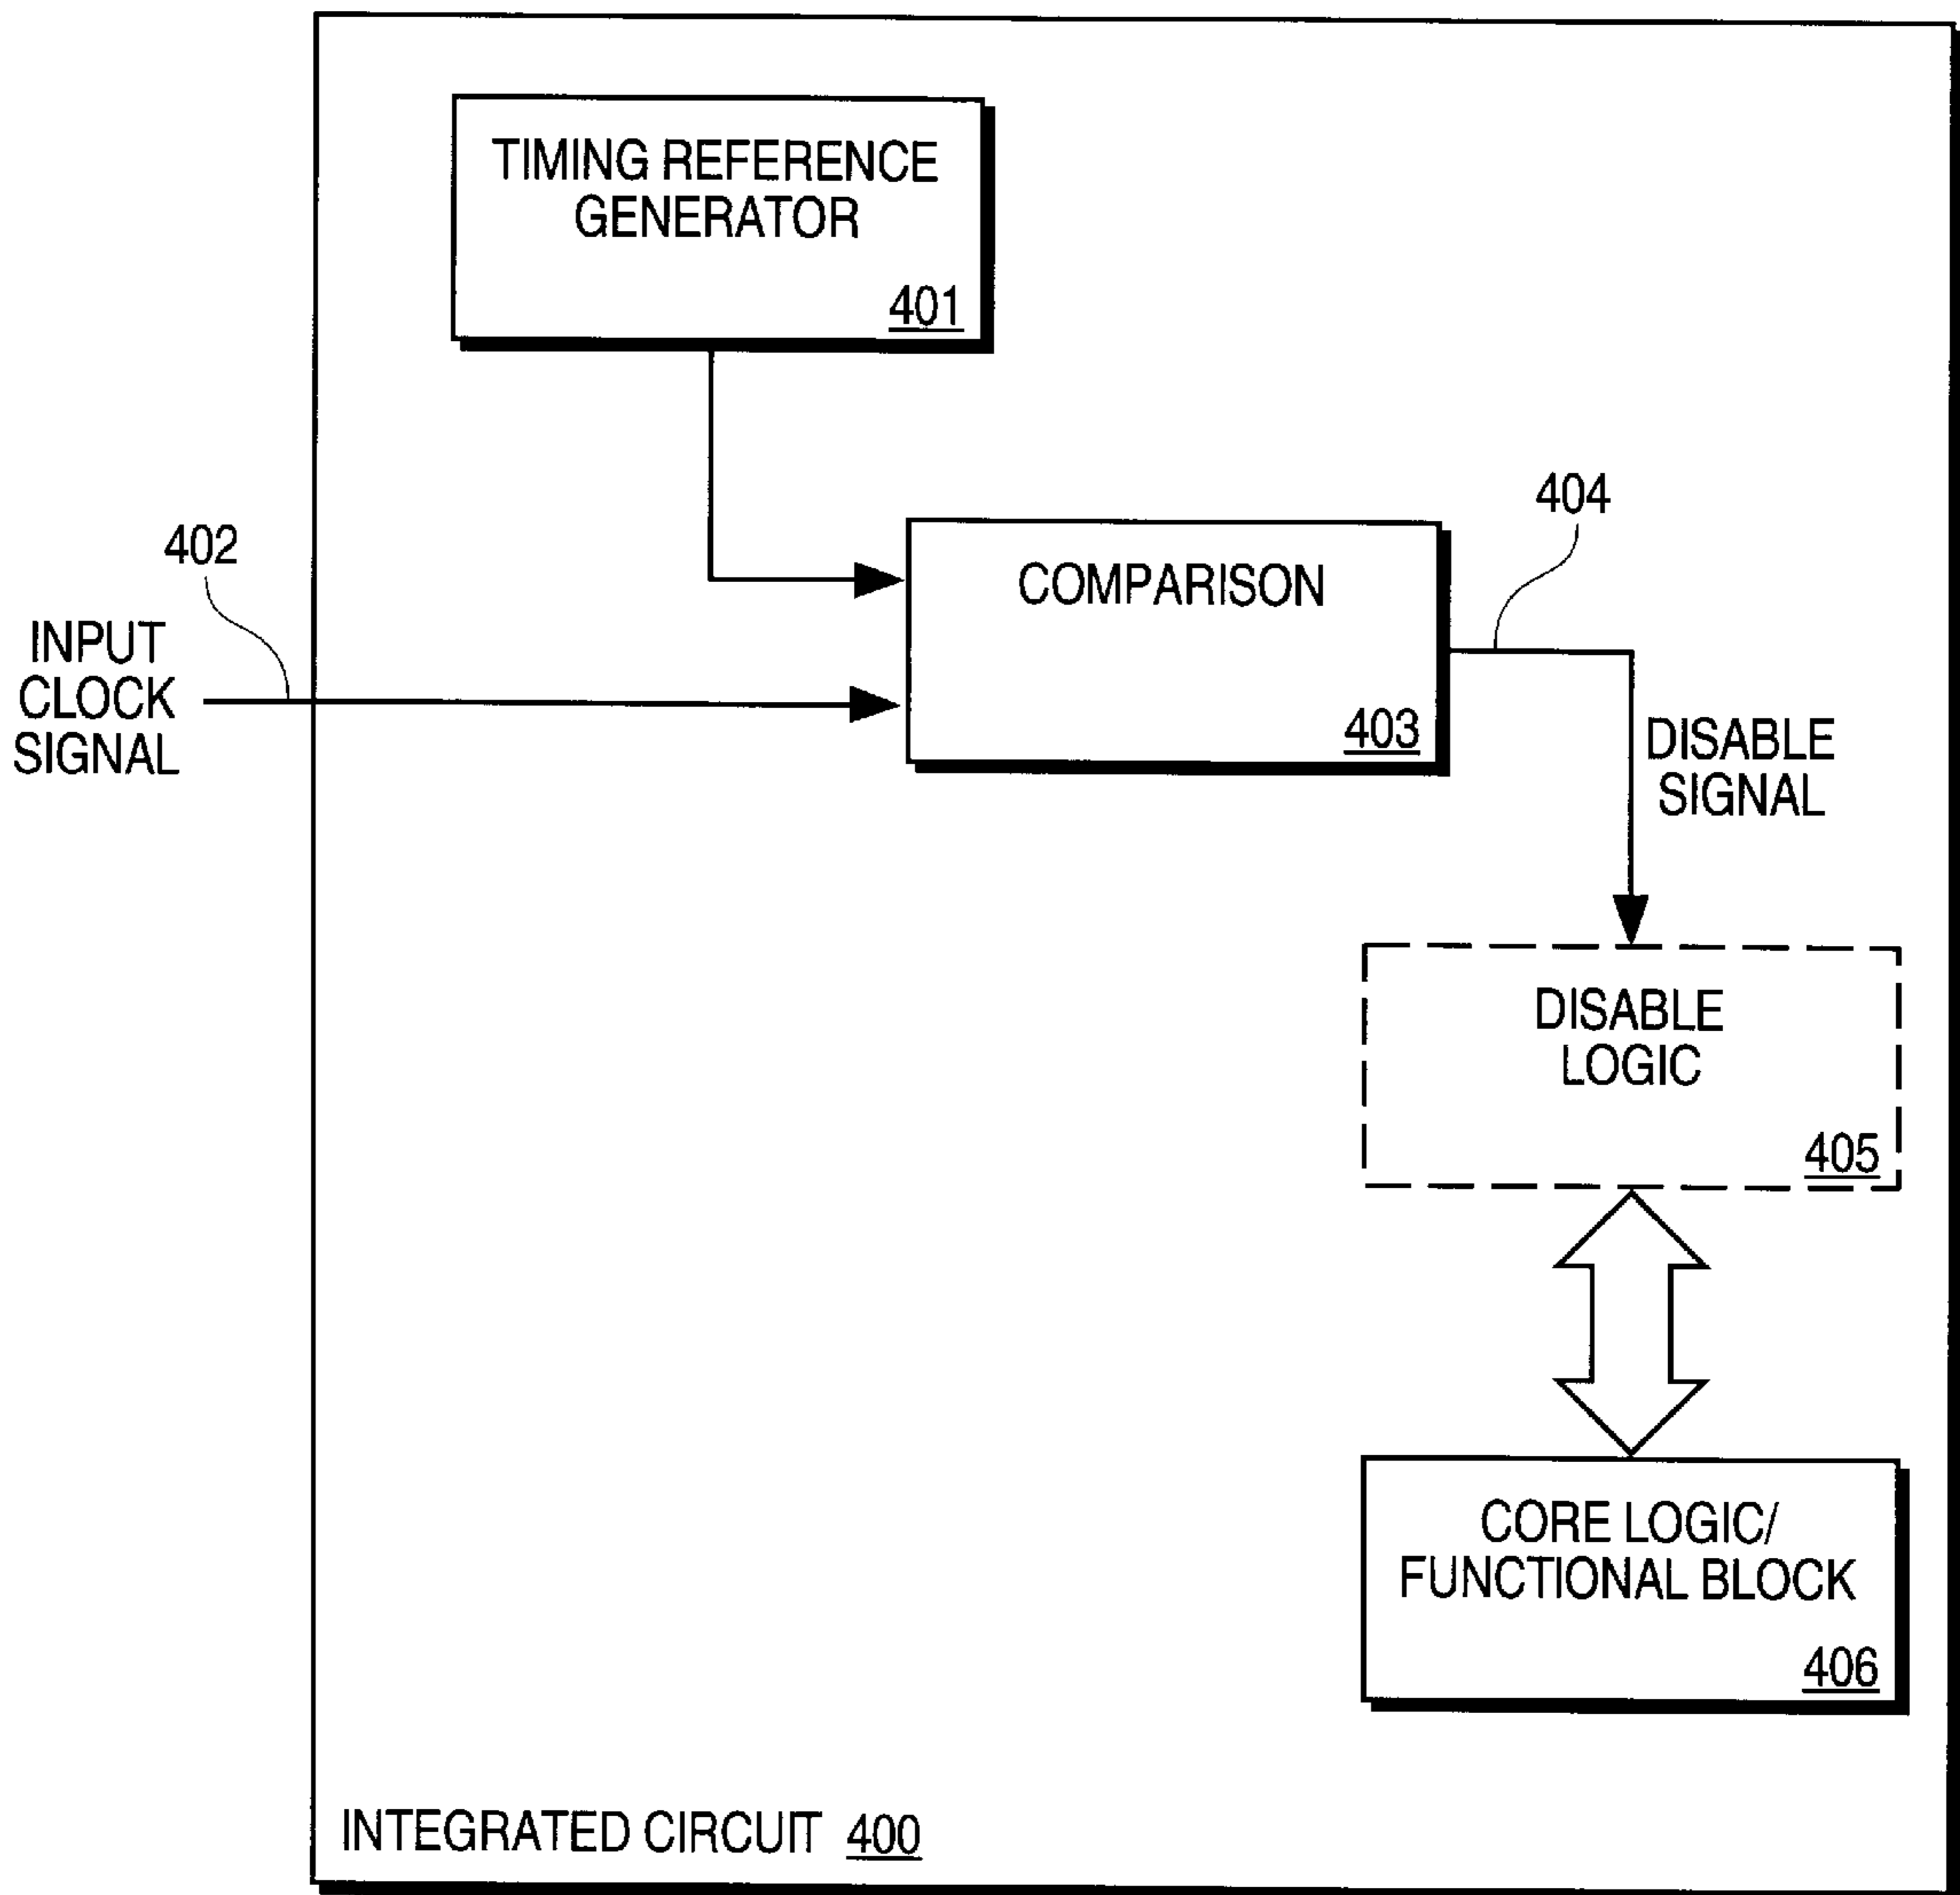 TIMING REFERENCE
GENERATOR
401
402
INPUT
CLOCK
SIGNAL
COMPARISON
403
404
DISABLE
SIGNAL
DISABLE
LOGIC
405
CORE LOGIC/
FUNCTIONAL BLOCK
406
INTEGRATED CIRCUIT 400